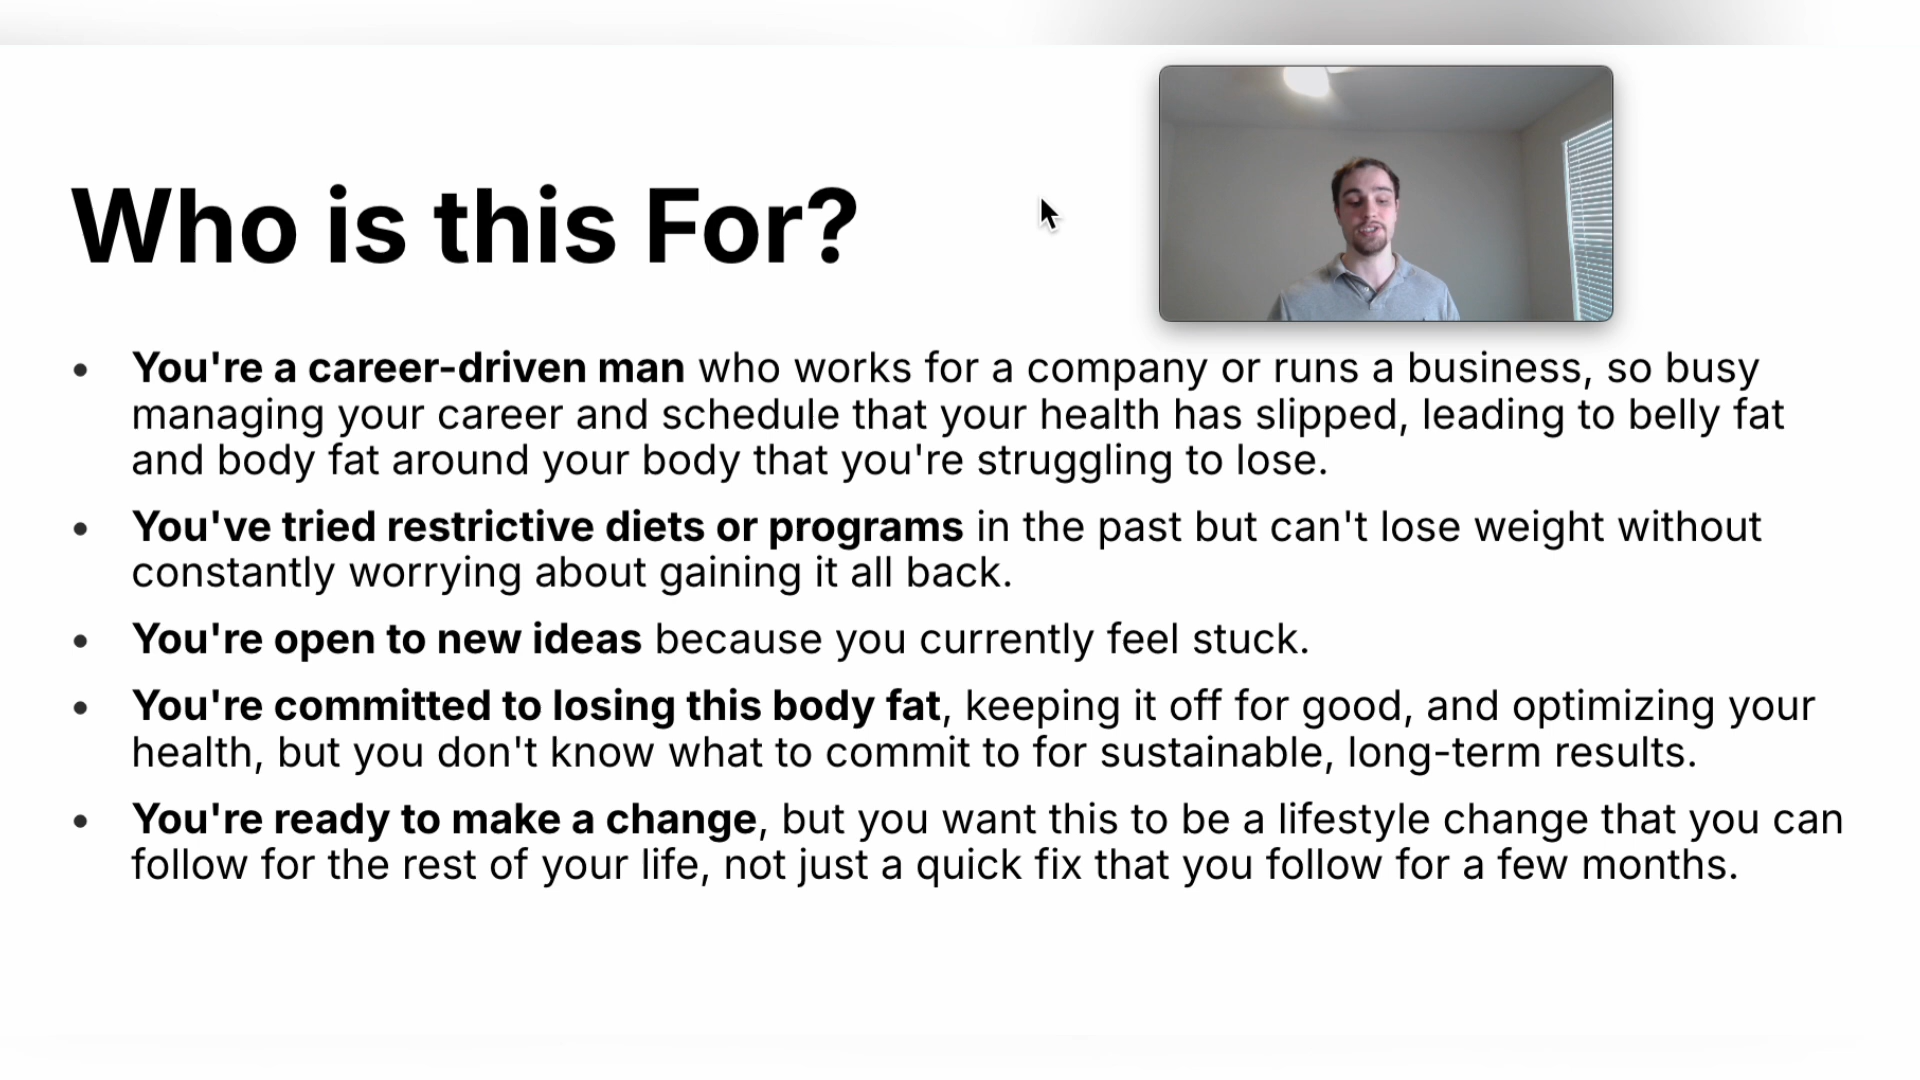 Who is this For?
• You're a career-driven man who works for a company or runs a business, so busy
managing your career and schedule that your health has slipped, leading to belly fat
and body fat around your body that you're struggling to lose.
• You've tried restrictive diets or programs in the past but can't lose weight without
constantly worrying about gaining it all back.
• You're open to new ideas because you currently feel stuck.
• You're committed to losing this body fat, keeping it off for good, and optimizing your
health, but you don't know what to commit to for sustainable, long-term results.
• You're ready to make a change, but you want this to be a lifestyle change that you can
follow for the rest of your life, not just a quick fix that you follow for a few months.